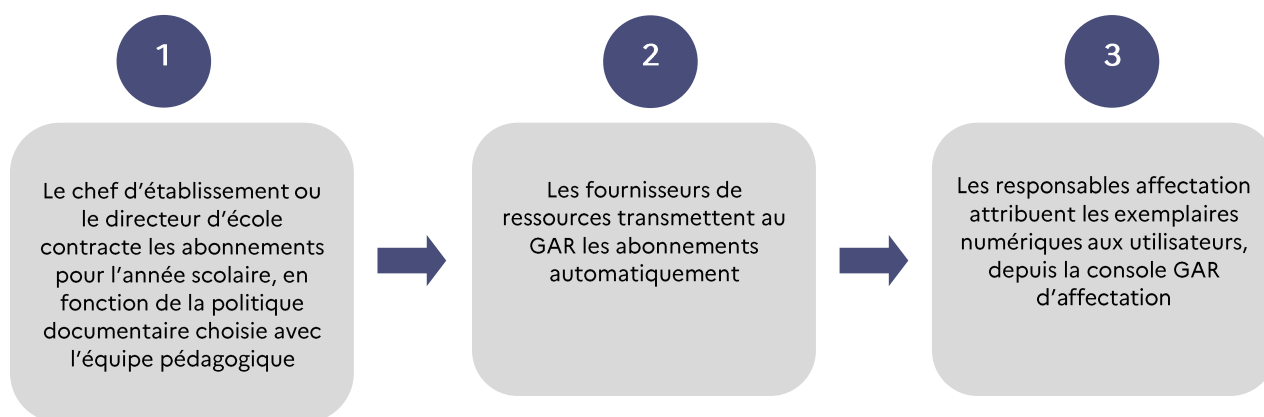 1
Le chef d’établissement ou
le directeur d’école
contracte les abonnements
pour l’année scolaire, en
fonction de la politique
documentaire choisie avec
l’équipe pédagogique
2
Les fournisseurs de
ressources transmettent au
GAR les abonnements
automatiquement
3
Les responsables affectation
attribuent les exemplaires
numériques aux utilisateurs,
depuis la console GAR
d’affectation